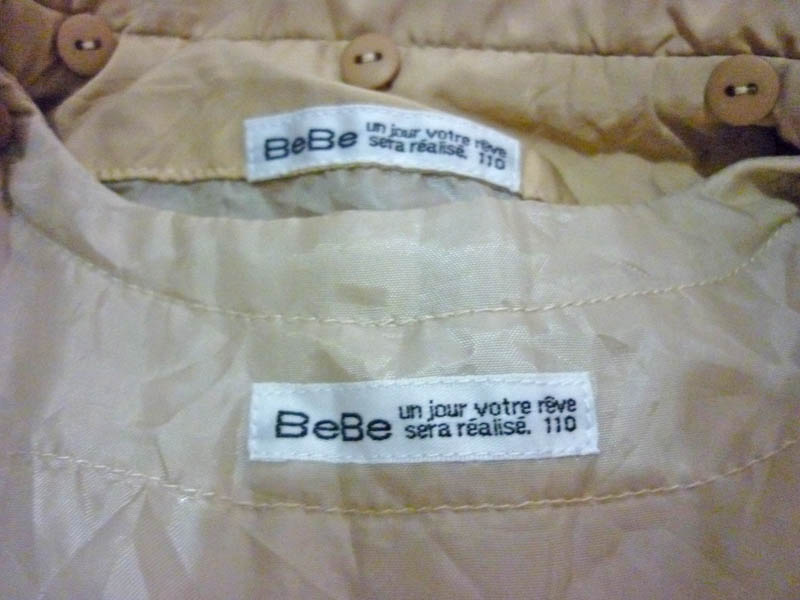 BeBe un jour votre rêve
sera réalisé. 110
BeBe un jour votre rêve
sera réalisé. 110